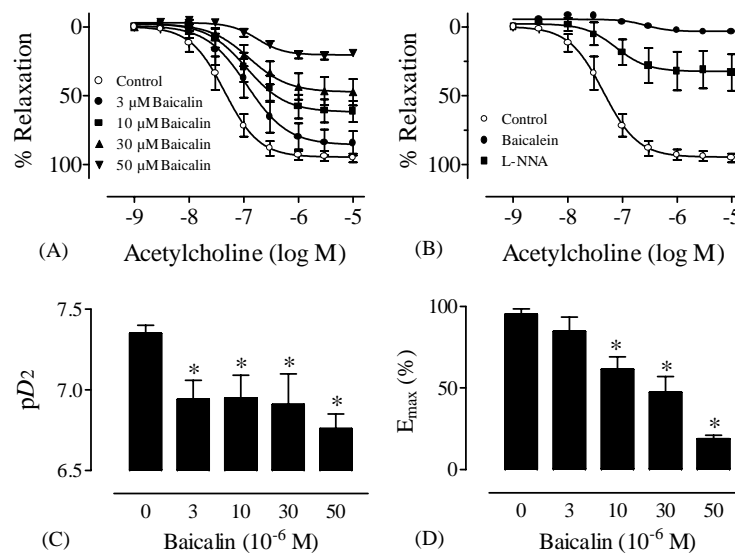 0
50
100
% Relaxation
Control
3 µM Baicalin
10 µM Baicalin
30 µM Baicalin
50 µM Baicalin
-9 -8 -7 -6 -5
(A) Acetylcholine (log M)
0
50
100
% Relaxation
Control
Baicalein
L-NNA
-9 -8 -7 -6 -5
(B) Acetylcholine (log M)
7.5
7.0
6.5
pD2
* * * *
0 3 10 30 50
(C) Baicalin (10-6 M)
100
50
0
Emax (%)
* * *
0 3 10 30 50
(D) Baicalin (10-6 M)